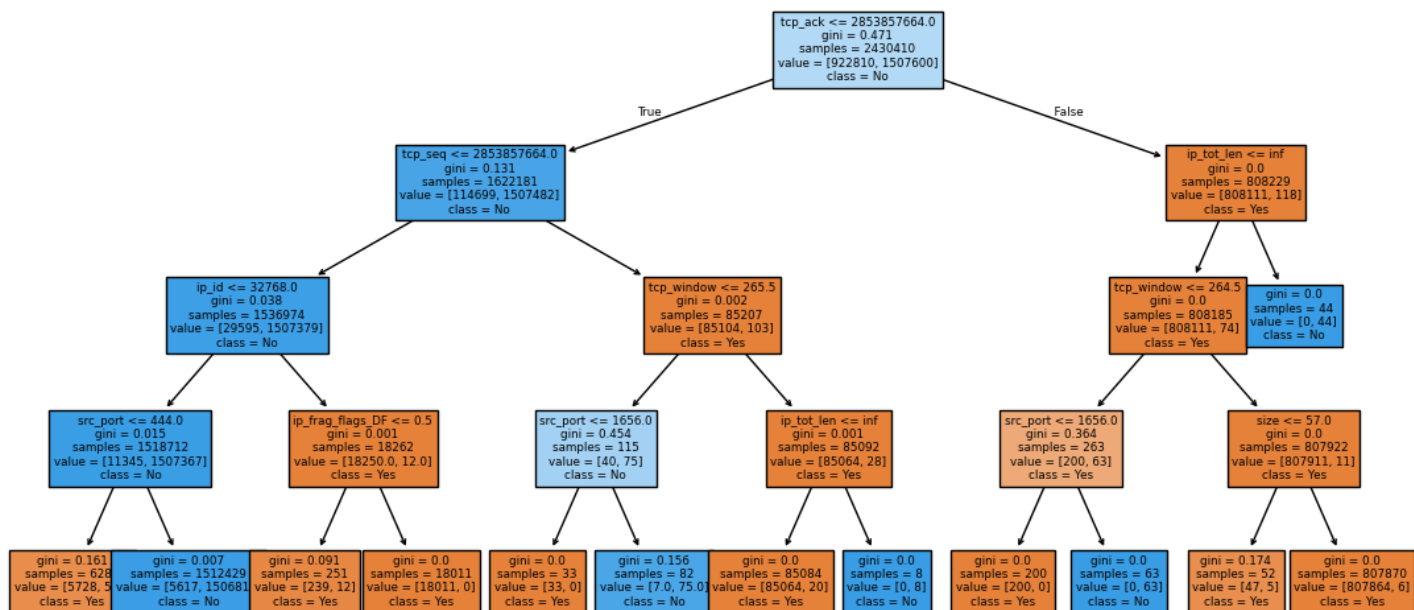 tcp_ack <= 2853857664.0
gini = 0.471
samples = 2430410
value = [922810, 1507600]
class = No
True
False
tcp_seq <= 2853857664.0
gini = 0.131
samples = 1622181
value = [114699, 1507482]
class = No
ip_tot_len <= inf
gini = 0.0
samples = 808229
value = [808111, 118]
class = Yes
ip_id <= 32768.0
gini = 0.038
samples = 1536974
value = [29595, 1507379]
class = No
tcp_window <= 265.5
gini = 0.002
samples = 85207
value = [85104, 103]
class = Yes
tcp_window <= 264.5
gini = 0.0
samples = 808185
value = [808111, 74]
class = Yes
gini = 0.0
samples = 44
value = [0, 44]
class = No
src_port <= 444.0
gini = 0.015
samples = 1518712
value = [11345, 1507367]
class = No
ip_frag_flags_DF <= 0.5
gini = 0.001
samples = 18262
value = [18250.0, 12.0]
class = Yes
src_port <= 1656.0
gini = 0.454
samples = 115
value = [40, 75]
class = No
ip_tot_len <= inf
gini = 0.001
samples = 85092
value = [85064, 28]
class = Yes
src_port <= 1656.0
gini = 0.364
samples = 263
value = [200, 63]
class = Yes
size <= 57.0
gini = 0.0
samples = 807922
value = [807911, 11]
class = Yes
gini = 0.161
samples = 628
value = [5728, 5
class = Yes
gini = 0.007
samples = 1512429
value = [5617, 150681
class = No
gini = 0.091
samples = 251
value = [239, 12]
class = Yes
gini = 0.0
samples = 18011
value = [18011, 0]
class = Yes
gini = 0.0
samples = 33
value = [33, 0]
class = Yes
gini = 0.156
samples = 82
value = [7.0, 75.0]
class = No
gini = 0.0
samples = 85084
value = [85064, 20]
class = Yes
gini = 0.0
samples = 8
value = [0, 8]
class = No
gini = 0.0
samples = 200
value = [200, 0]
class = Yes
gini = 0.0
samples = 63
value = [0, 63]
class = No
gini = 0.174
samples = 52
value = [47, 5]
class = Yes
gini = 0.0
samples = 807870
value = [807864, 6]
class = Yes